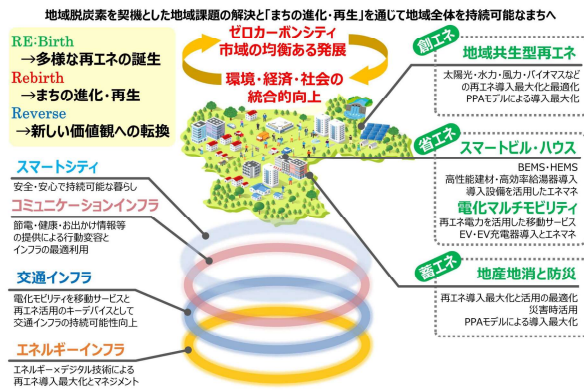 地域脱炭素を契機とした地域課題の解決と「まちの進化・再生」を通じて地域全体を持続可能なまちへ
RE:Birth
→多様な再エネの誕生
Rebirth
→まちの進化・再生
Reverse
→新しい価値観への転換
ゼロカーボンシティ
市域の均衡ある発展
環境・経済・社会の
統合的向上
スマートシティ
安全・安心で持続可能な暮らし
コミュニケーションインフラ
節電・健康・お出かけ情報等
の提供による行動変容と
インフラの最適利用
交通インフラ
電化モビリティを移動サービスと
再エネ活用のキーデバイスとして
交通インフラの持続可能性向上
エネルギーインフラ
エネルギー×デジタル技術による
再エネ導入最大化とマネジメント
創エネ
地域共生型再エネ
太陽光・水力・風力・バイオマスなど
の再エネ導入最大化と最適化
PPAモデルによる導入最大化
省エネ
スマートビル・ハウス
BEMS・HEMS
高性能建材・高効率給湯器導入
導入設備を活用したエネマネ
電化マルチモビリティ
再エネ電力を活用した移動サービス
EV・EV充電器導入とエネマネ
蓄エネ
地産地消と防災
再エネ導入最大化と活用の最適化
災害時活用
PPAモデルによる導入最大化